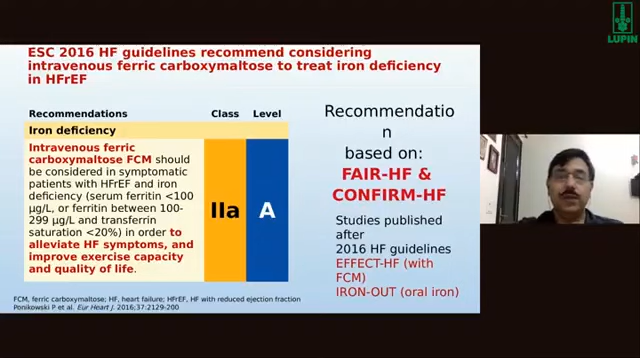 LUPIN
ESC 2016 HF guidelines recommend considering
intravenous ferric carboxymaltose to treat iron deficiency
in HFrEF
Recommendations Class Level
Iron deficiency
Intravenous ferric
carboxymaltose FCM should
be considered in symptomatic
patients with HFrEF and iron
deficiency (serum ferritin <100
µg/L, or ferritin between 100-
299 µg/L and transferrin
saturation <20%) in order to
alleviate HF symptoms, and
improve exercise capacity
and quality of life.
IIa
A
Recommendatio
n
based on:
FAIR-HF &
CONFIRM-HF
Studies published
after
2016 HF guidelines
EFFECT-HF (with
FCM)
IRON-OUT (oral iron)
FCM, ferric carboxymaltose; HF, heart failure; HFrEF, HF with reduced ejection fraction
Ponikowski P et al. Eur Heart J. 2016;37:2129-200